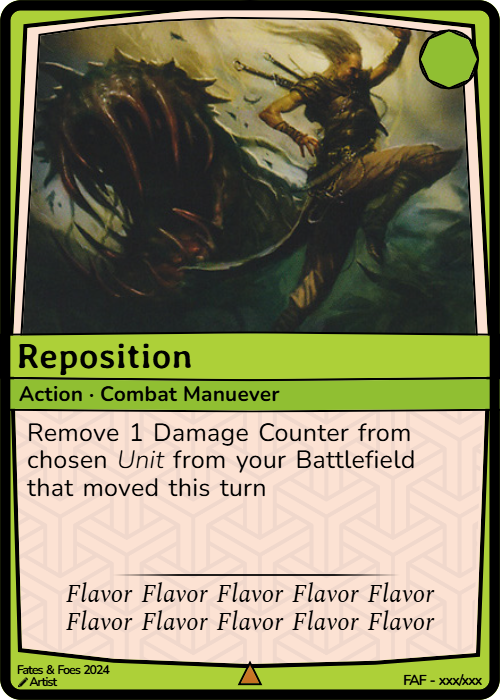 Reposition
Action · Combat Manuever
Remove 1 Damage Counter from
chosen Unit from your Battlefield
that moved this turn
Flavor Flavor Flavor Flavor Flavor
Flavor Flavor Flavor Flavor Flavor
Fates & Foes 2024
Artist
FAF - xxx/xxx